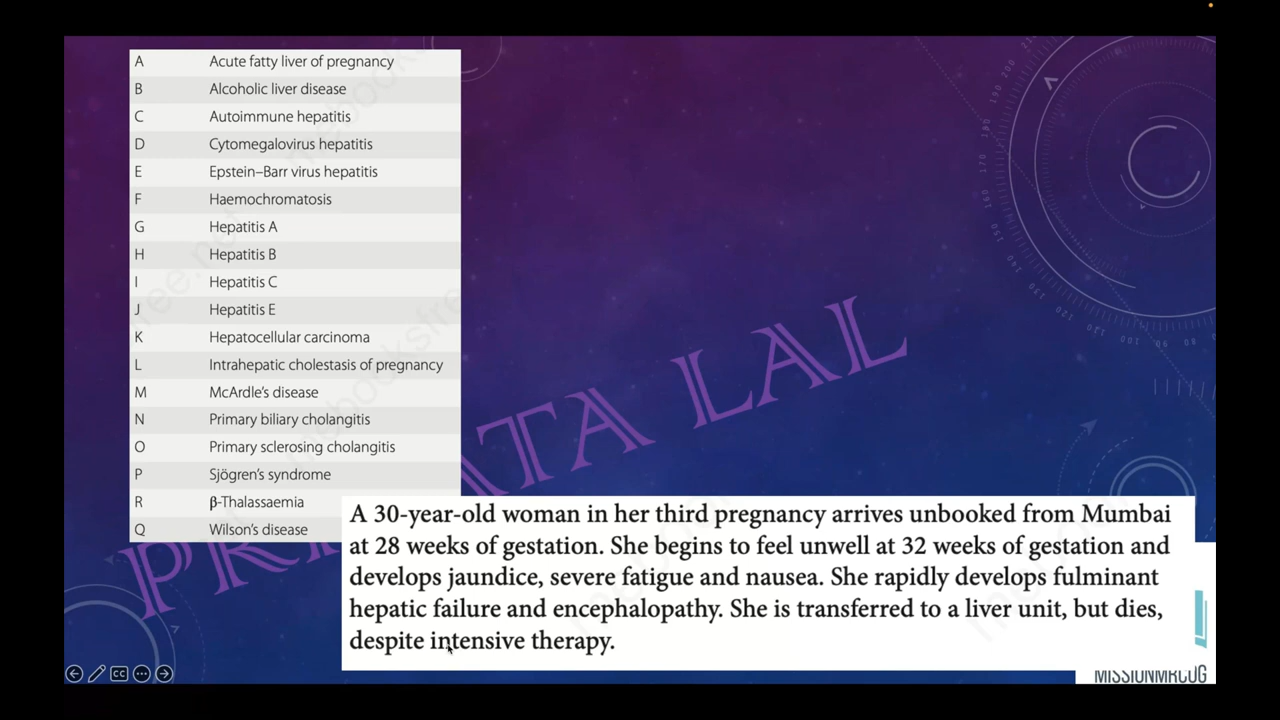 A Acute fatty liver of pregnancy
B Alcoholic liver disease
C Autoimmune hepatitis
D Cytomegalovirus hepatitis
E Epstein–Barr virus hepatitis
F Haemochromatosis
G Hepatitis A
H Hepatitis B
I Hepatitis C
J Hepatitis E
K Hepatocellular carcinoma
L Intrahepatic cholestasis of pregnancy
M McArdle's disease
N Primary biliary cholangitis
O Primary sclerosing cholangitis
P Sjögren's syndrome
R β-Thalassaemia
Q Wilson's disease
A 30-year-old woman in her third pregnancy arrives unbooked from Mumbai
at 28 weeks of gestation. She begins to feel unwell at 32 weeks of gestation and
develops jaundice, severe fatigue and nausea. She rapidly develops fulminant
hepatic failure and encephalopathy. She is transferred to a liver unit, but dies,
despite intensive therapy.
LAL
CC
MISSIONMRCOG